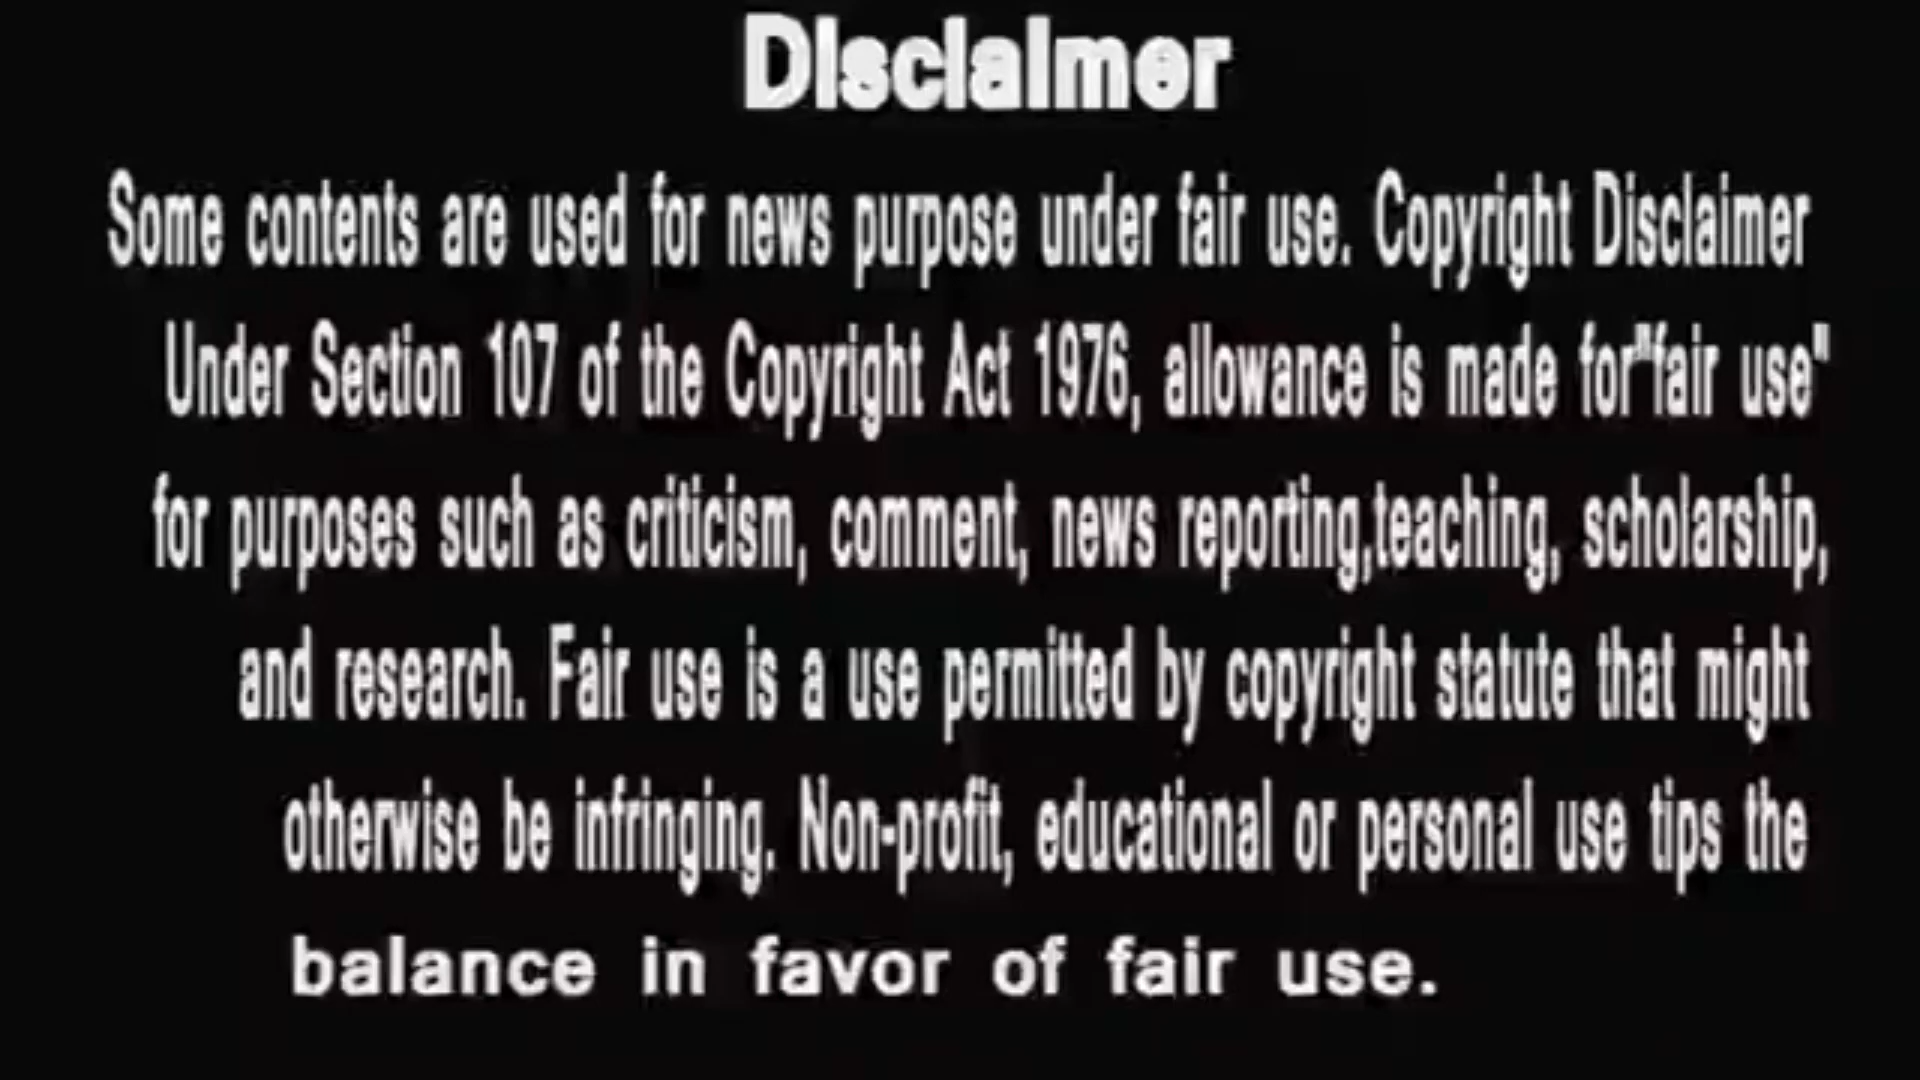 Disclaimer
Some contents are used for news purpose under fair use. Copyright Disclaimer
Under Section 107 of the Copyright Act 1976, allowance is made for"fair use"
for purposes such as criticism, comment, news reporting,teaching, scholarship,
and research. Fair use is a use permitted by copyright statute that might
otherwise be infringing. Non-profit, educational or personal use tips the
balance in favor of fair use.